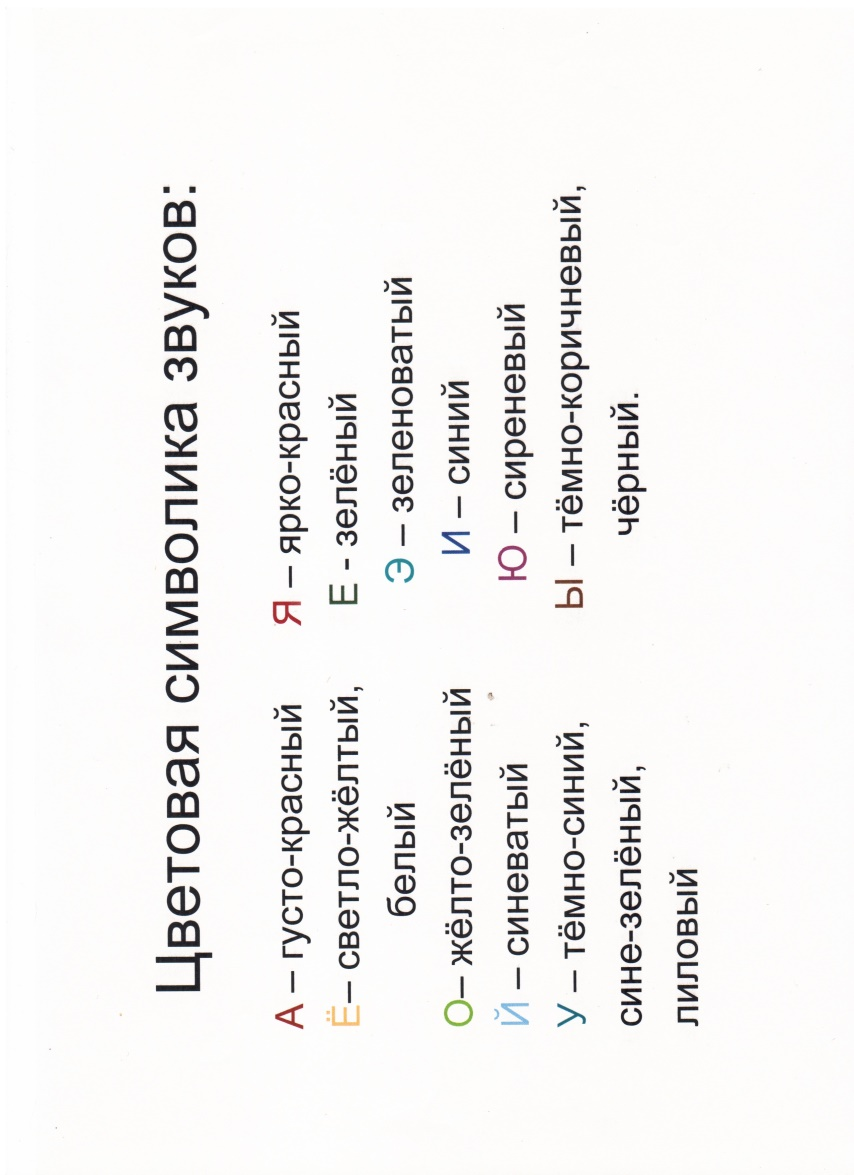 Цветовая символика звуков:
А – густо-красный
Ё– светло-жёлтый,
белый
О– жёлто-зелёный
Й – синеватый
У – тёмно-синий,
сине-зелёный,
лиловый
Я – ярко-красный
Е - зелёный
Э – зеленоватый
И – синий
Ю – сиреневый
Ы – тёмно-коричневый,
чёрный.